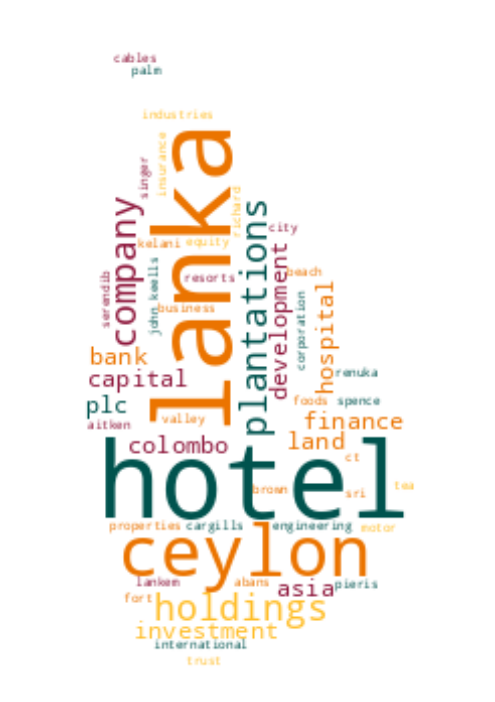 cables
palm
industries
lanka
insurance
singer
richard
company
plantations
city
kelani
equity
development
john keells
resorts
beach
serendib
business
corporation
hospital
bank
renuka
capital
plc
foods
spence
aitken
valley
finance
colombo
land
hotel
ct
brown
sri
tea
properties
cargills
engineering
motor
ceylon
lankem
abans
asia
pieris
fort
holdings
investment
international
trust